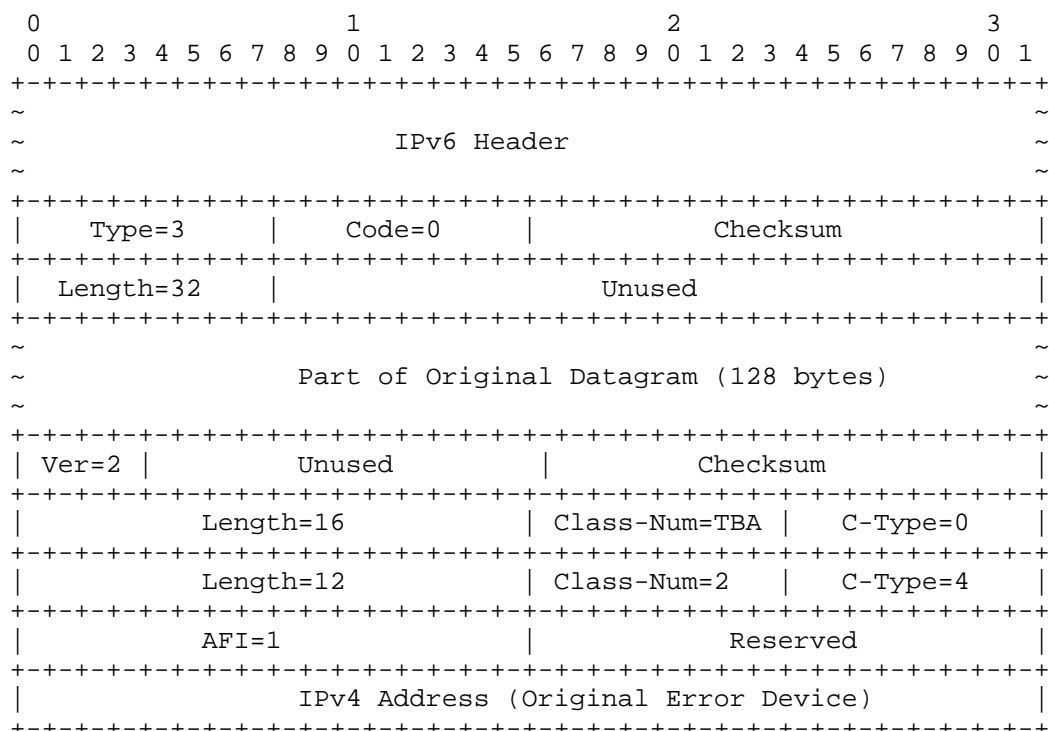 0                   1                   2                   3
 0 1 2 3 4 5 6 7 8 9 0 1 2 3 4 5 6 7 8 9 0 1 2 3 4 5 6 7 8 9 0 1
+-+-+-+-+-+-+-+-+-+-+-+-+-+-+-+-+-+-+-+-+-+-+-+-+-+-+-+-+-+-+-+-+
~                                                               ~
~                       IPv6 Header                             ~
~                                                               ~
+-+-+-+-+-+-+-+-+-+-+-+-+-+-+-+-+-+-+-+-+-+-+-+-+-+-+-+-+-+-+-+-+
|    Type=3     |    Code=0     |           Checksum            |
+-+-+-+-+-+-+-+-+-+-+-+-+-+-+-+-+-+-+-+-+-+-+-+-+-+-+-+-+-+-+-+-+
|  Length=32    |                    Unused                     |
+-+-+-+-+-+-+-+-+-+-+-+-+-+-+-+-+-+-+-+-+-+-+-+-+-+-+-+-+-+-+-+-+
~                                                               ~
~                 Part of Original Datagram (128 bytes)         ~
~                                                               ~
+-+-+-+-+-+-+-+-+-+-+-+-+-+-+-+-+-+-+-+-+-+-+-+-+-+-+-+-+-+-+-+-+
| Ver=2 |         Unused         |         Checksum             |
+-+-+-+-+-+-+-+-+-+-+-+-+-+-+-+-+-+-+-+-+-+-+-+-+-+-+-+-+-+-+-+-+
|           Length=16           | Class-Num=TBA |   C-Type=0    |
+-+-+-+-+-+-+-+-+-+-+-+-+-+-+-+-+-+-+-+-+-+-+-+-+-+-+-+-+-+-+-+-+
|           Length=12           | Class-Num=2   |   C-Type=4    |
+-+-+-+-+-+-+-+-+-+-+-+-+-+-+-+-+-+-+-+-+-+-+-+-+-+-+-+-+-+-+-+-+
|            AFI=1              |            Reserved           |
+-+-+-+-+-+-+-+-+-+-+-+-+-+-+-+-+-+-+-+-+-+-+-+-+-+-+-+-+-+-+-+-+
|                 IPv4 Address (Original Error Device)          |
+-+-+-+-+-+-+-+-+-+-+-+-+-+-+-+-+-+-+-+-+-+-+-+-+-+-+-+-+-+-+-+-+